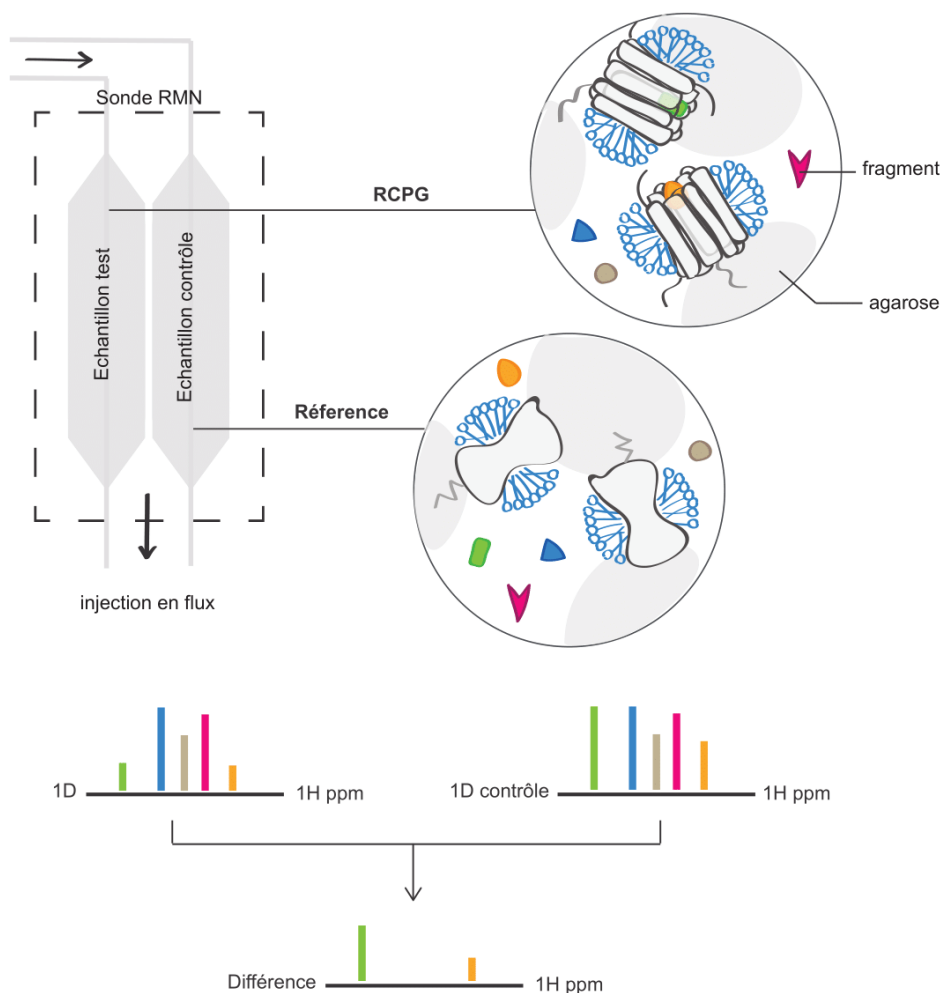 Sonde RMN
RCPG
fragment
Echantillon test
Echantillon contrôle
agarose
Réference
injection en flux
1D
1H ppm
1D contrôle
1H ppm
Différence
1H ppm